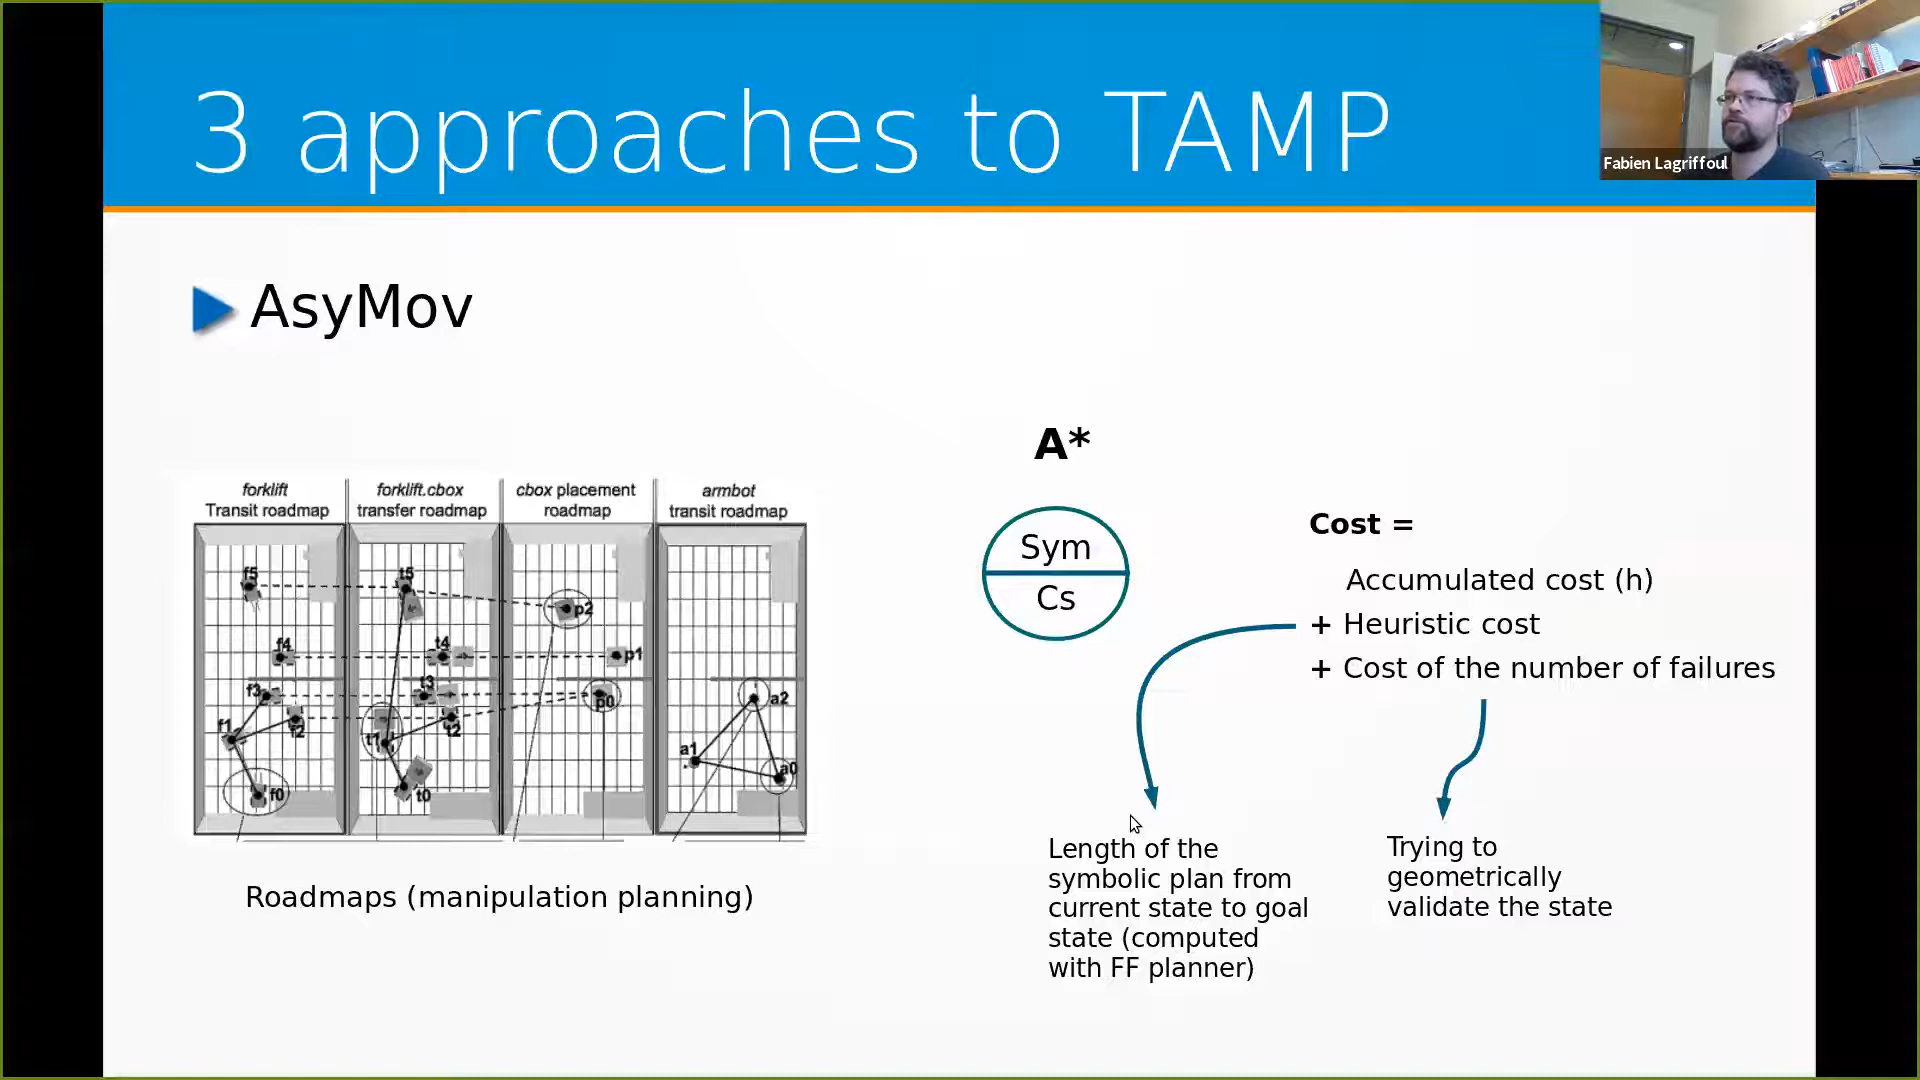 3 approaches to TAMP
Fabien Lagriffoul
AsyMov
forklift
Transit roadmap
forklift.cbox
transfer roadmap
cbox placement
roadmap
armbot
transit roadmap
f5
f4
f3
f1
f2
f0
t5
t4
t3
t2
t1
t0
p2
p1
p0
a2
a1
a0
Roadmaps (manipulation planning)
A*
Sym
Cs
Cost =
Accumulated cost (h)
+ Heuristic cost
+ Cost of the number of failures
Length of the
symbolic plan from
current state to goal
state (computed
with FF planner)
Trying to
geometrically
validate the state